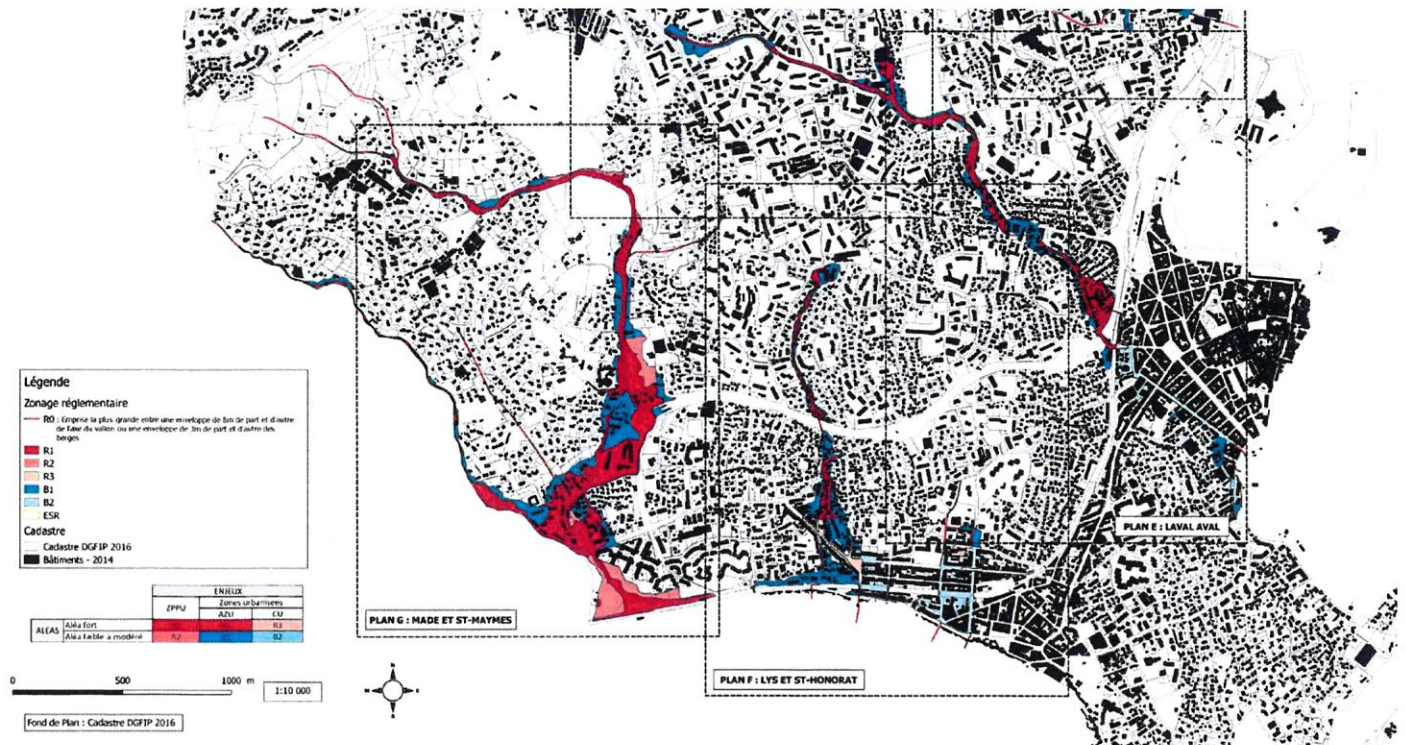 Légende
Zonage réglementaire
R0 : Emprise la plus grande entre une enveloppe de 8m de part et d'autre
de l'axe du vallon ou une enveloppe de 3m de part et d'autre des
berges
R1
R2
R3
B1
B2
ESR
Cadastre
Cadastre DGFIP 2016
Bâtiments - 2014
ENJEUX
ZPPU
Zones urbanisées
AZU
CU
ALEAS
Aléa fort
R3
Aléa faible a modéré
R2
B2
0
500
1000 m
1:10 000
Fond de Plan : Cadastre DGFIP 2016
N
W
E
S
PLAN G : MADE ET ST-MAYMES
PLAN F : LYS ET ST-HONORAT
PLAN E : LAVAL AVAL